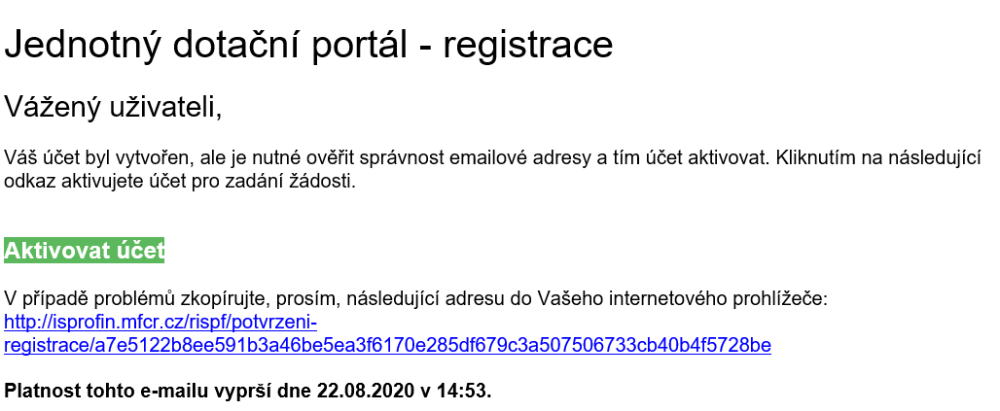 Jednotný dotační portál - registrace
Vážený uživateli,
Váš účet byl vytvořen, ale je nutné ověřit správnost emailové adresy a tím účet aktivovat. Kliknutím na následující
odkaz aktivujete účet pro zadání žádosti.
Aktivovat účet
V případě problémů zkopírujte, prosím, následující adresu do Vašeho internetového prohlížeče:
http://isprofin.mfcr.cz/rispf/potvrzeni-
registrace/a7e5122b8ee591b3a46be5ea3f6170e285df679c3a507506733cb40b4f5728be
Platnost tohto e-mailu vyprší dne 22.08.2020 v 14:53.